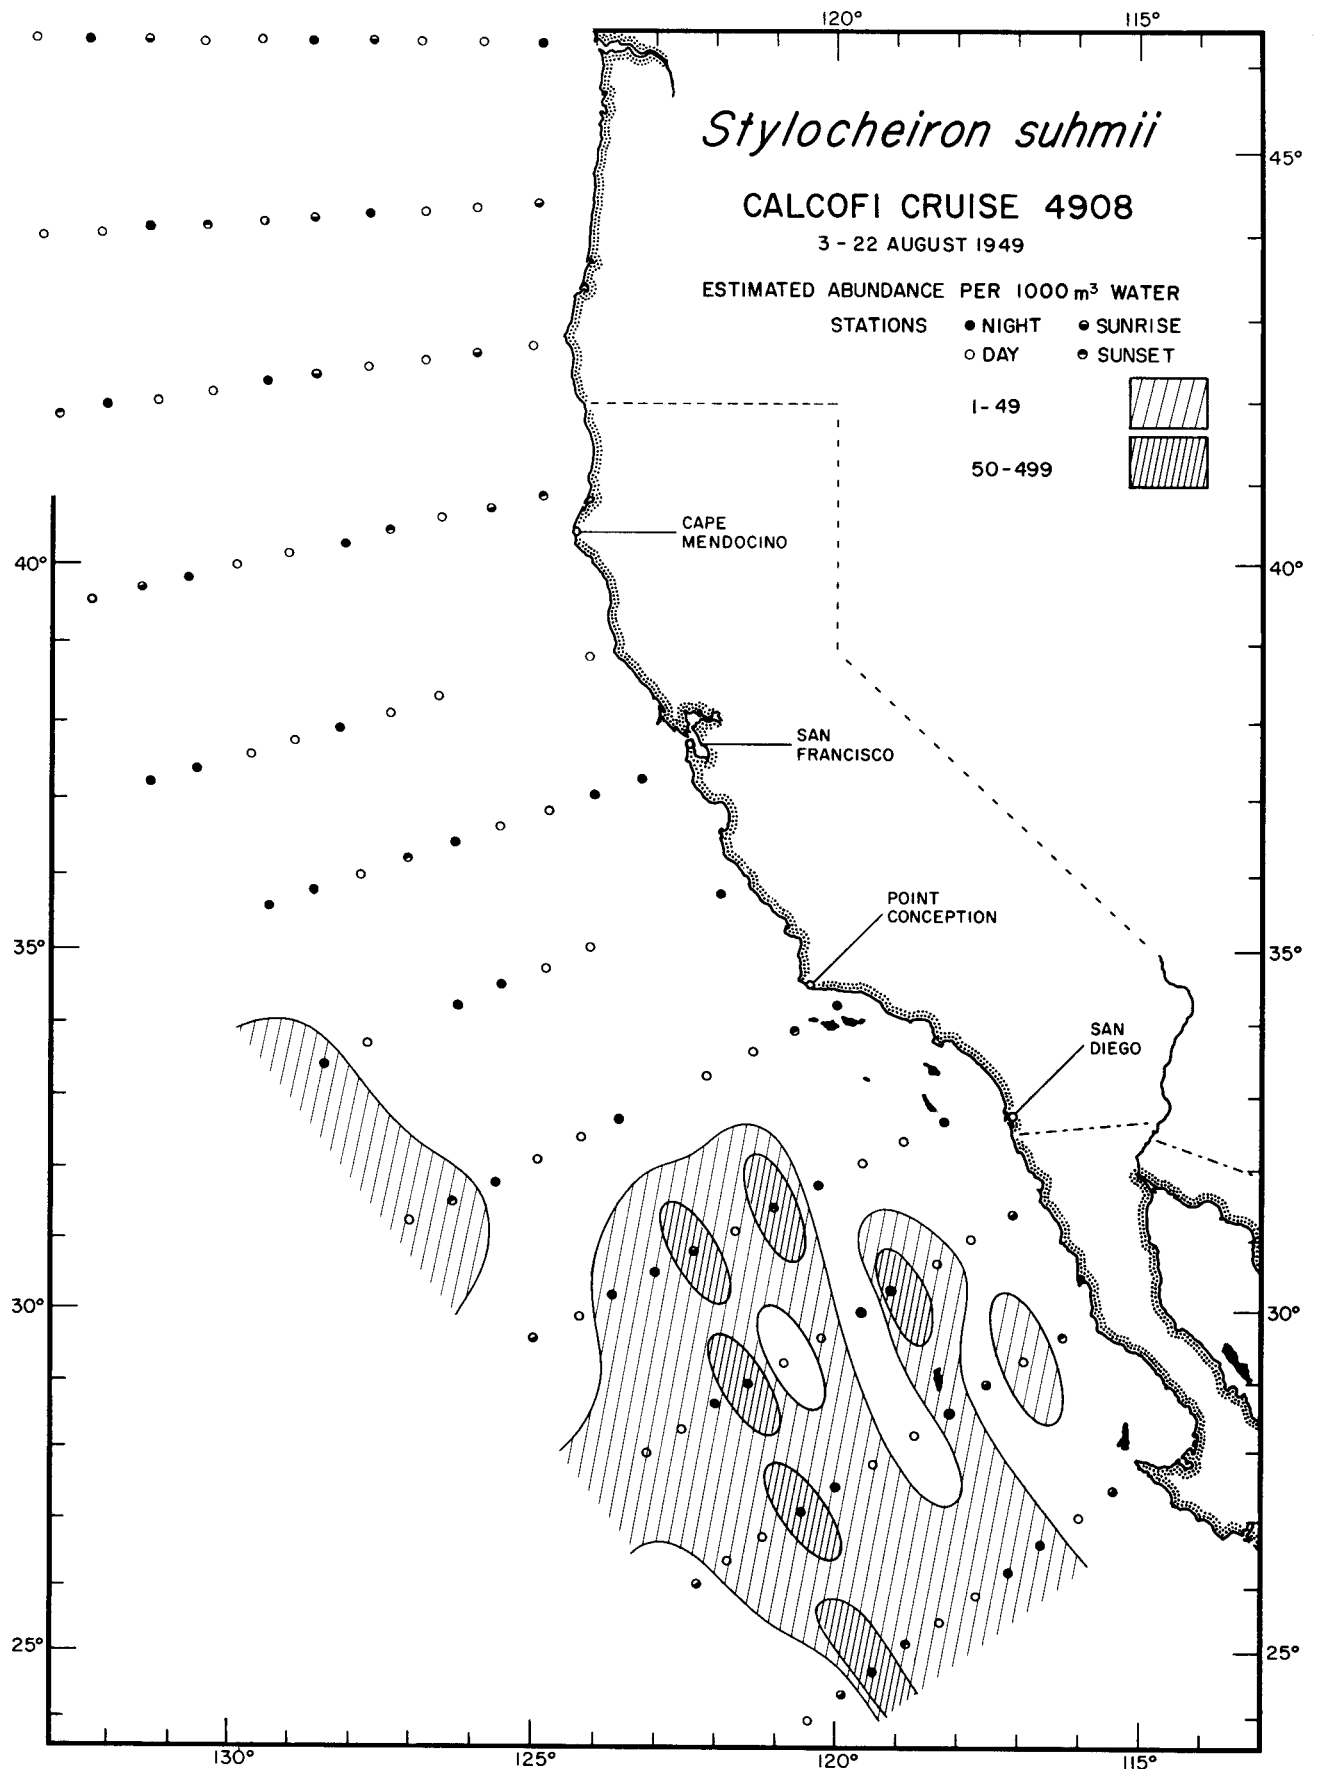 120° 115°
Stylocheiron suhmii
45°
CALCOFI CRUISE 4908
3-22 AUGUST 1949
ESTIMATED ABUNDANCE PER 1000 m³ WATER
STATIONS NIGHT SUNRISE
DAY SUNSET
1-49
50-499
CAPE
MENDOCINO
40° 40°
SAN
FRANCISCO
POINT
CONCEPTION
35° 35°
SAN
DIEGO
30° 30°
25° 25°
130° 125° 120° 115°